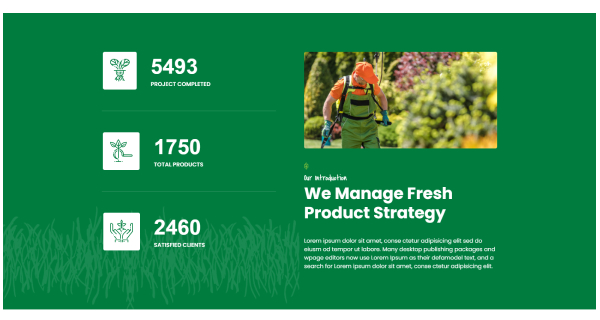 5493
PROJECT COMPLETED
1750
TOTAL PRODUCTS
2460
SATISFIED CLIENTS
Our Introduction
We Manage Fresh
Product Strategy
Lorem ipsum dolor sit amet, conse ctetur adipisicing elit sed do
eiusm od tempor ut labore. Many desktop publishing packages and
wpage editors now use Lorem Ipsum as their defamodel text, and a
search for Lorem ipsum dolor sit amet, conse ctetur adipisicing elit.